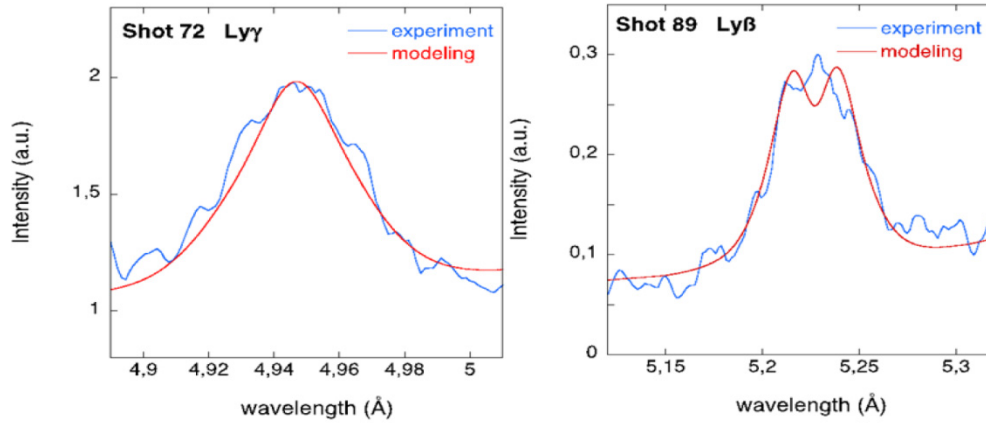 Shot 72 Lyγ
experiment
modeling
2
1.5
1
Intensity (a.u.)
4,9 4,92 4,94 4,96 4,98 5
wavelength (Å)
Shot 89 Lyß
experiment
modeling
0,3
0,2
0,1
0
Intensity (a.u.)
5,15 5,2 5,25 5,3
wavelength (Å)